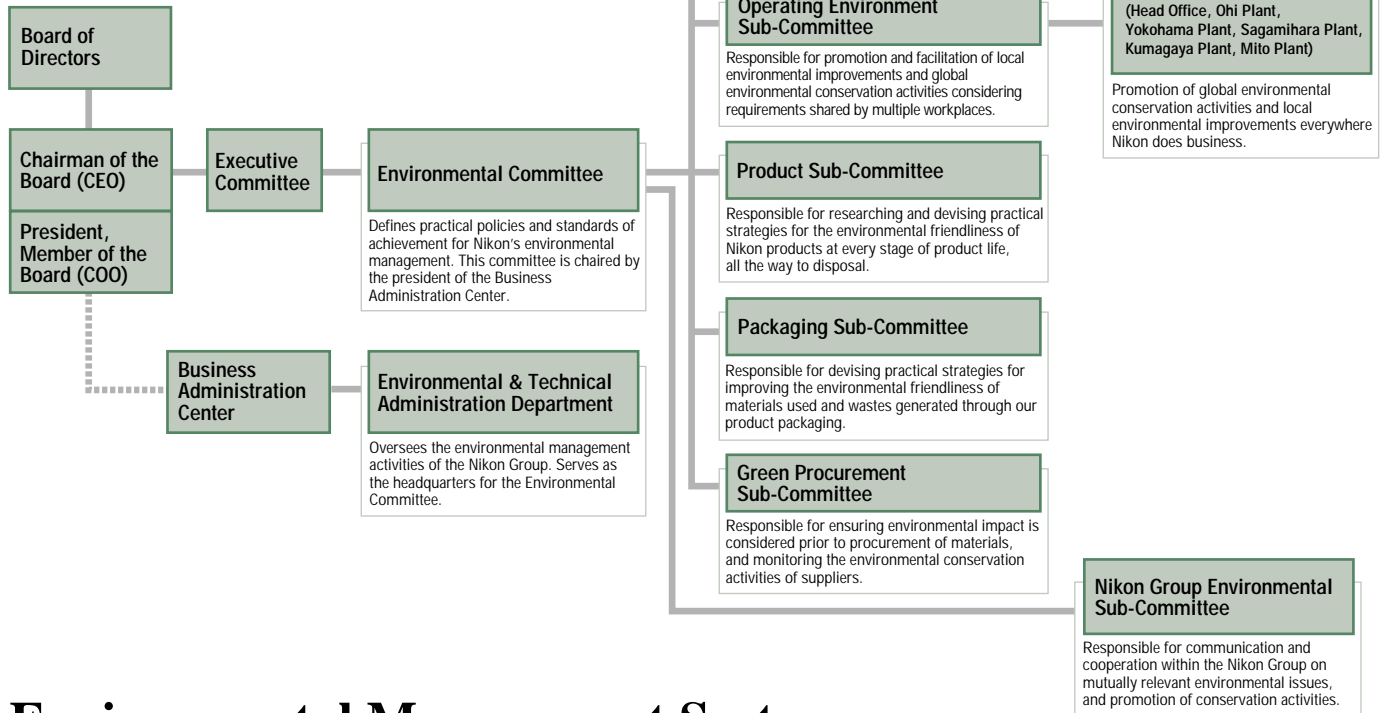 Board of
Directors
Chairman of the
Board (CEO)
President,
Member of the
Board (COO)
Executive
Committee
Environmental Committee
Defines practical policies and standards of
achievement for Nikon's environmental
management. This committee is chaired by
the president of the Business
Administration Center.
Business
Administration
Center
Environmental & Technical
Administration Department
Oversees the environmental management
activities of the Nikon Group. Serves as
the headquarters for the Environmental
Committee.
Operating Environment
Sub-Committee
Responsible for promotion and facilitation of local
environmental improvements and global
environmental conservation activities considering
requirements shared by multiple workplaces.
(Head Office, Ohi Plant,
Yokohama Plant, Sagamihara Plant,
Kumagaya Plant, Mito Plant)
Promotion of global environmental
conservation activities and local
environmental improvements everywhere
Nikon does business.
Product Sub-Committee
Responsible for researching and devising practical
strategies for the environmental friendliness of
Nikon products at every stage of product life,
all the way to disposal.
Packaging Sub-Committee
Responsible for devising practical strategies for
improving the environmental friendliness of
materials used and wastes generated through our
product packaging.
Green Procurement
Sub-Committee
Responsible for ensuring environmental impact is
considered prior to procurement of materials,
and monitoring the environmental conservation
activities of suppliers.
Nikon Group Environmental
Sub-Committee
Responsible for communication and
cooperation within the Nikon Group on
mutually relevant environmental issues,
and promotion of conservation activities.